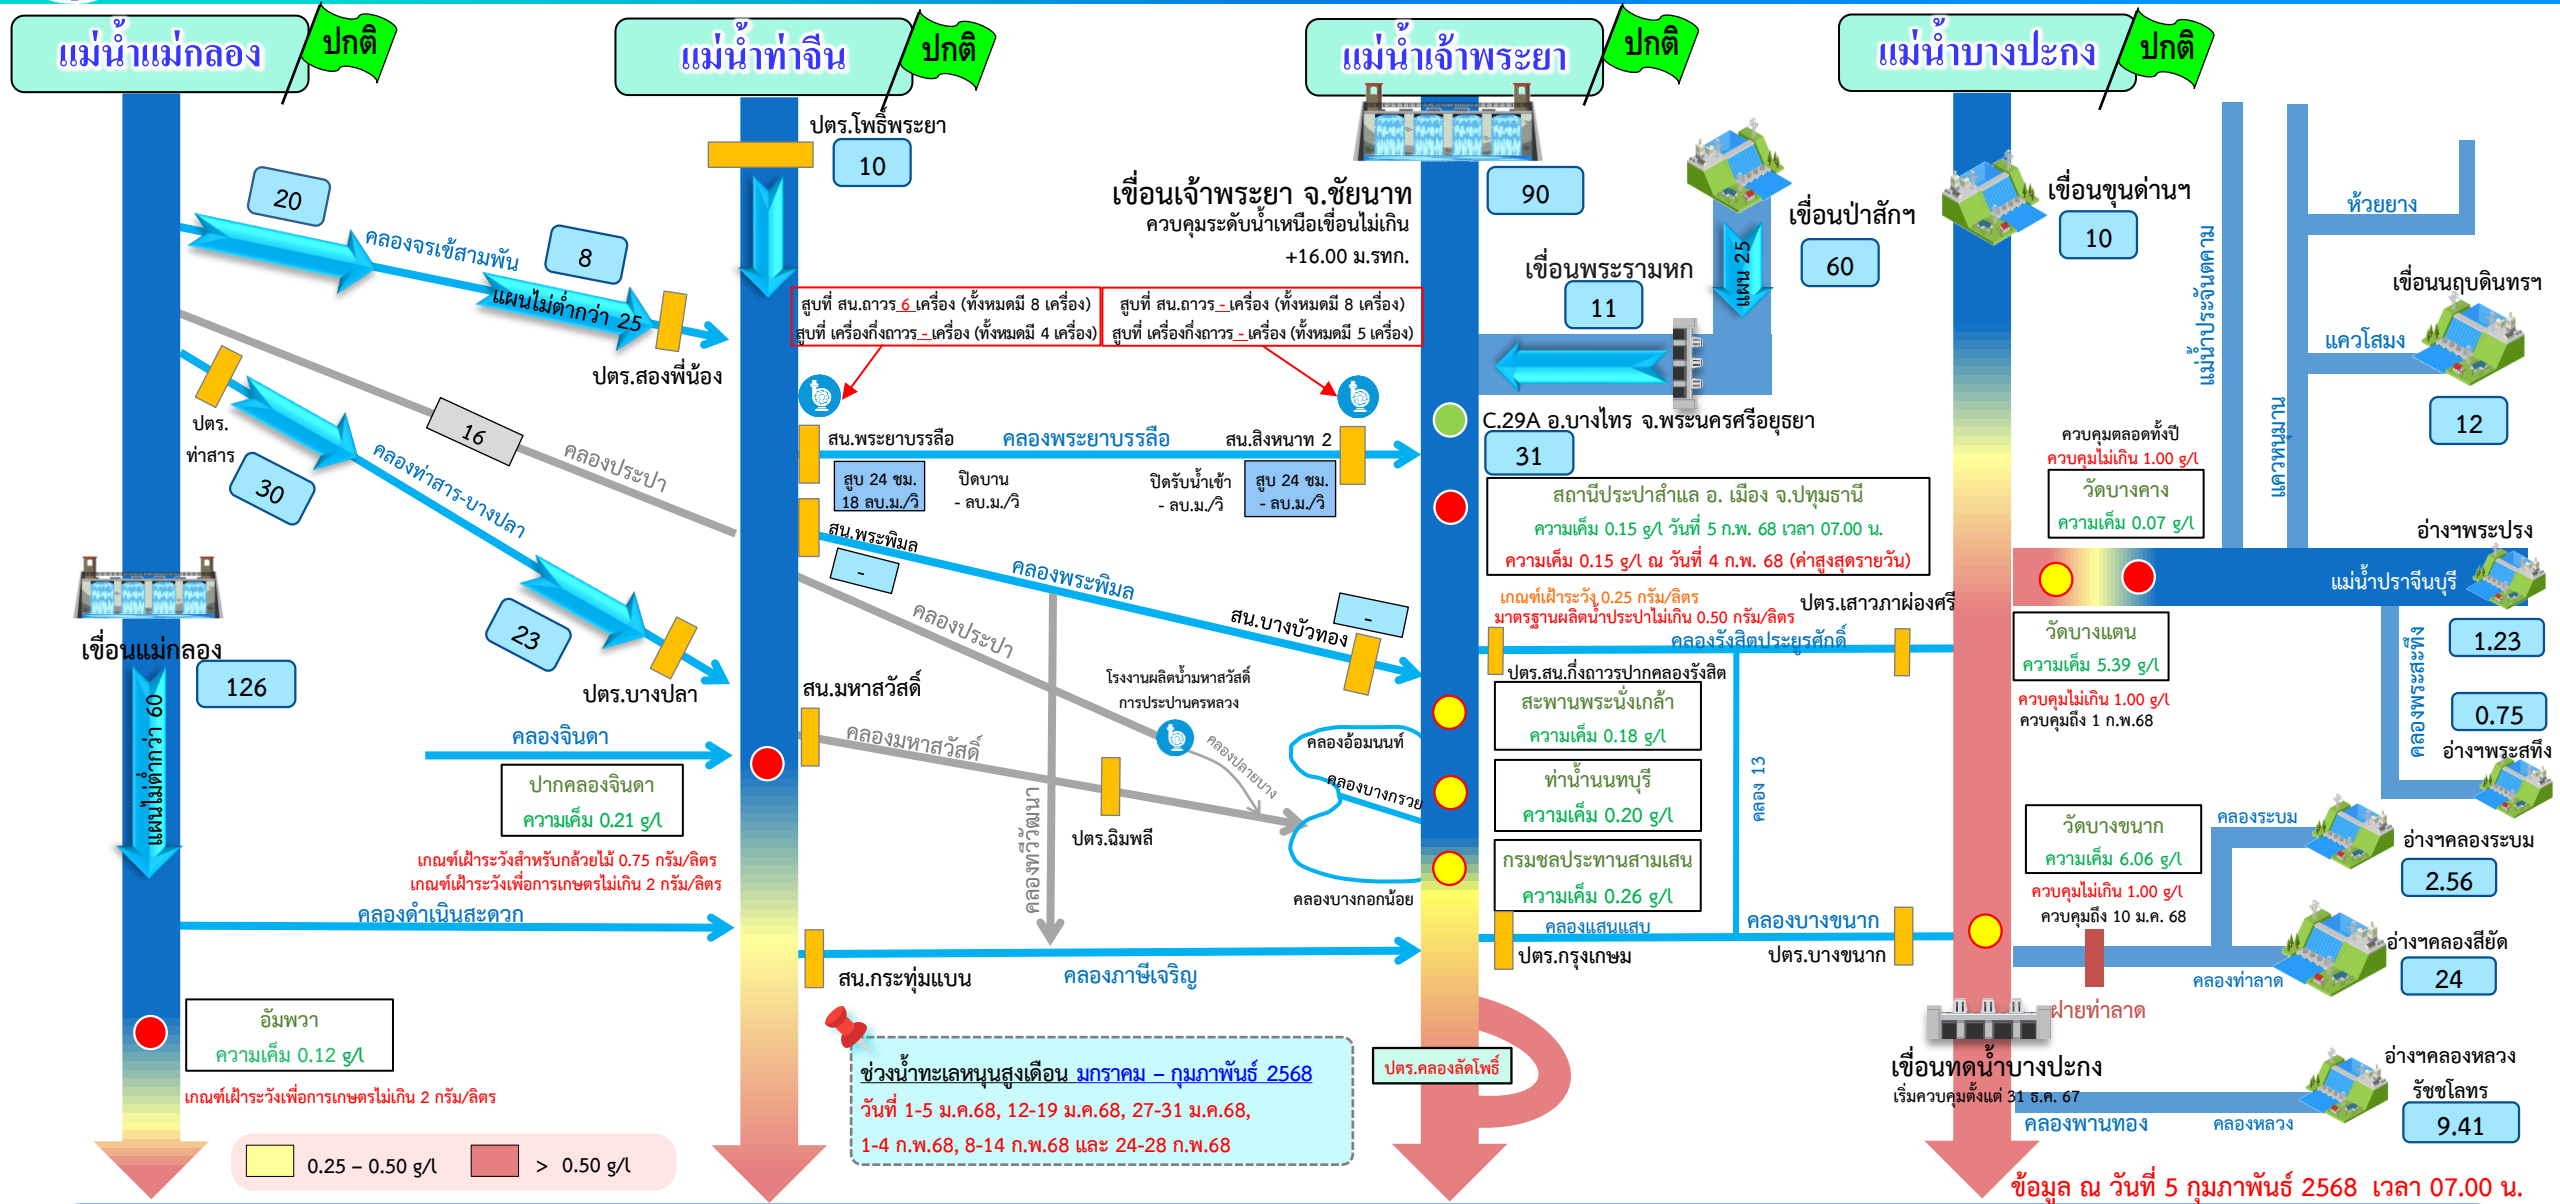 แม่น้ำแม่กลอง
ปกติ
แม่น้ำท่าจีน
ปกติ
แม่น้ำเจ้าพระยา
ปกติ
แม่น้ำบางปะกง
ปกติ
20
คลองจรเข้สามพัน
8
แผนไม่ต่ำกว่า 25
ปตร.สองพี่น้อง
ปตร.
ท่าสาร
16
คลองประปา
30
คลองท่าสาร-บางปลา
23
ปตร.บางปลา
เขื่อนแม่กลอง
126
แผนไม่ต่ำกว่า 60
คลองจินดา
ปากคลองจินดา
ความเค็ม 0.21 g/l
เกณฑ์เฝ้าระวังสำหรับกล้วยไม้ 0.75 กรัม/ลิตร
เกณฑ์เฝ้าระวังเพื่อการเกษตรไม่เกิน 2 กรัม/ลิตร
คลองดำเนินสะดวก
อัมพวา
ความเค็ม 0.12 g/l
เกณฑ์เฝ้าระวังเพื่อการเกษตรไม่เกิน 2 กรัม/ลิตร
0.25 – 0.50 g/l
> 0.50 g/l
ปตร.โพธิ์พระยา
10
สูบที่ สน.ถาวร 6 เครื่อง (ทั้งหมดมี 8 เครื่อง)
สูบที่ เครื่องกึ่งถาวร - เครื่อง (ทั้งหมดมี 4 เครื่อง)
สูบที่ สน.ถาวร - เครื่อง (ทั้งหมดมี 8 เครื่อง)
สูบที่ เครื่องกึ่งถาวร - เครื่อง (ทั้งหมดมี 5 เครื่อง)
สน.พระยาบรรลือ
คลองพระยาบรรลือ
สน.สิงหนาท 2
สูบ 24 ชม.
18 ลบ.ม./วิ
ปิดบาน
- ลบ.ม./วิ
ปิดรับน้ำเข้า
- ลบ.ม./วิ
สูบ 24 ชม.
- ลบ.ม./วิ
สน.พระพิมล
-
คลองพระพิมล
-
สน.บางบัวทอง
คลองประปา
โรงงานผลิตน้ำมหาสวัสดิ์
การประปานครหลวง
สน.มหาสวัสดิ์
คลองมหาสวัสดิ์
คลองปลายบาง
คลองอ้อมนนท์
คลองบางกรวย
ปตร.ฉิมพลี
คลองทวีวัฒนา
คลองบางกอกน้อย
สน.กระทุ่มแบน
คลองภาษีเจริญ
ช่วงน้ำทะเลหนุนสูงเดือน มกราคม – กุมภาพันธ์ 2568
วันที่ 1-5 ม.ค.68, 12-19 ม.ค.68, 27-31 ม.ค.68,
1-4 ก.พ.68, 8-14 ก.พ.68 และ 24-28 ก.พ.68
เขื่อนเจ้าพระยา จ.ชัยนาท
ควบคุมระดับน้ำเหนือเขื่อนไม่เกิน
+16.00 ม.รทก.
90
เขื่อนป่าสักฯ
60
แผน 25
เขื่อนพระรามหก
11
C.29A อ.บางไทร จ.พระนครศรีอยุธยา
31
สถานีประปาสำแล อ. เมือง จ.ปทุมธานี
ความเค็ม 0.15 g/l วันที่ 5 ก.พ. 68 เวลา 07.00 น.
ความเค็ม 0.15 g/l ณ วันที่ 4 ก.พ. 68 (ค่าสูงสุดรายวัน)
เกณฑ์เฝ้าระวัง 0.25 กรัม/ลิตร
มาตรฐานผลิตน้ำประปาไม่เกิน 0.50 กรัม/ลิตร
ปตร.เสาวภาผ่องศรี
คลองรังสิตประยูรศักดิ์
ปตร.สน.กึ่งถาวรปากคลองรังสิต
สะพานพระนั่งเกล้า
ความเค็ม 0.18 g/l
ท่าน้ำนนทบุรี
ความเค็ม 0.20 g/l
กรมชลประทานสามเสน
ความเค็ม 0.26 g/l
คลอง 13
คลองแสนแสบ
คลองบางขนาก
ปตร.กรุงเกษม
ปตร.บางขนาก
ปตร.คลองลัดโพธิ์
เขื่อนขุนด่านฯ
10
แม่น้ำประจันตคาม
ห้วยยาง
เขื่อนนฤบดินทรฯ
แควโสมง
12
แควหนุมาน
ควบคุมตลอดทั้งปี
ควบคุมไม่เกิน 1.00 g/l
วัดบางคาง
ความเค็ม 0.07 g/l
อ่างฯพระปรง
แม่น้ำปราจีนบุรี
1.23
วัดบางแตน
ความเค็ม 5.39 g/l
ควบคุมไม่เกิน 1.00 g/l
ควบคุมถึง 1 ก.พ.68
คลองพระสะทึง
0.75
อ่างฯพระสทึง
วัดบางขนาก
ความเค็ม 6.06 g/l
ควบคุมไม่เกิน 1.00 g/l
ควบคุมถึง 10 ม.ค. 68
คลองระบม
อ่างฯคลองระบม
2.56
อ่างฯคลองสียัด
24
คลองท่าลาด
ฝายท่าลาด
เขื่อนทดน้ำบางปะกง
เริ่มควบคุมตั้งแต่ 31 ธ.ค. 67
อ่างฯคลองหลวง
รัชชโลทร
9.41
คลองพานทอง
คลองหลวง
ข้อมูล ณ วันที่ 5 กุมภาพันธ์ 2568 เวลา 07.00 น.